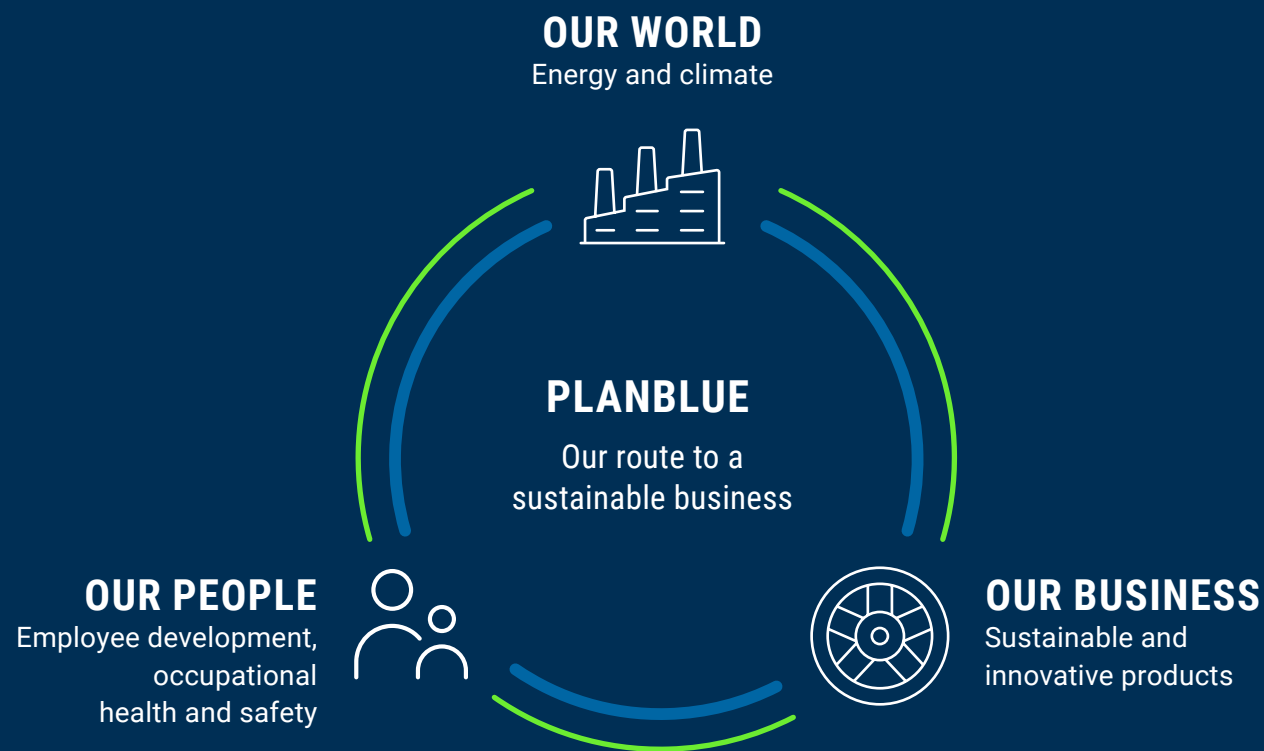 OUR WORLD
Energy and climate
PLANBLUE
Our route to a
sustainable business
OUR PEOPLE
Employee development,
occupational
health and safety
OUR BUSINESS
Sustainable and
innovative products